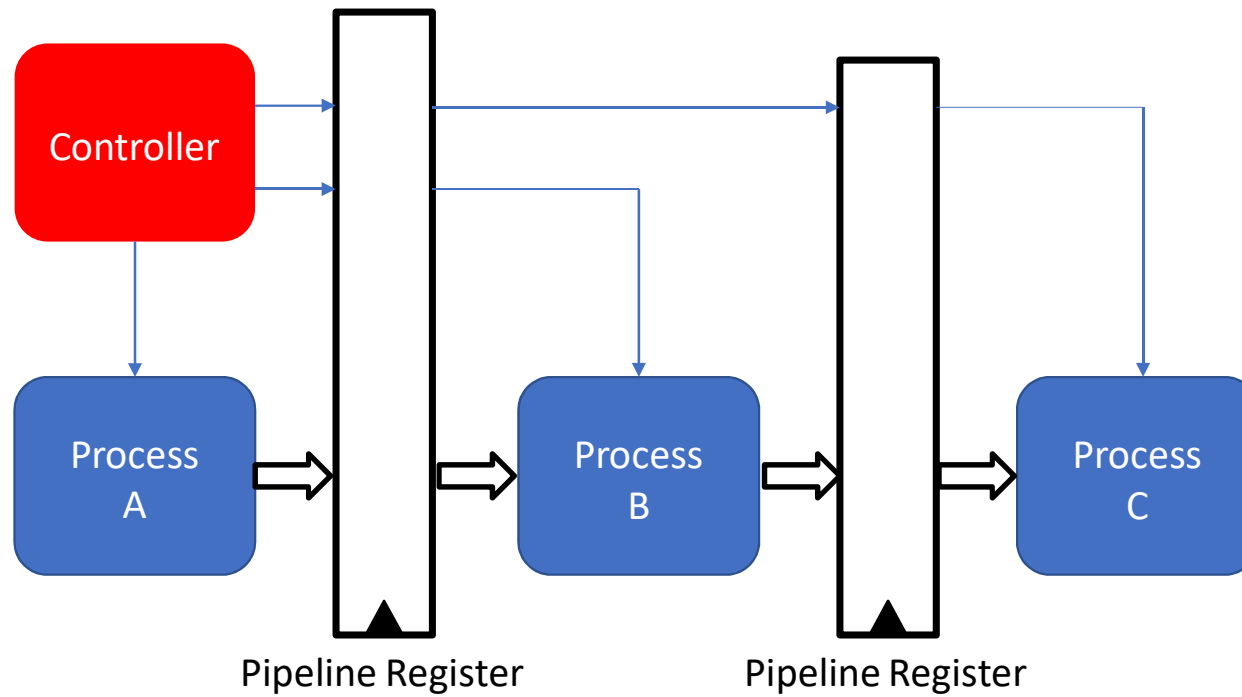 Controller
Process
A
Process
B
Process
C
Pipeline Register
Pipeline Register